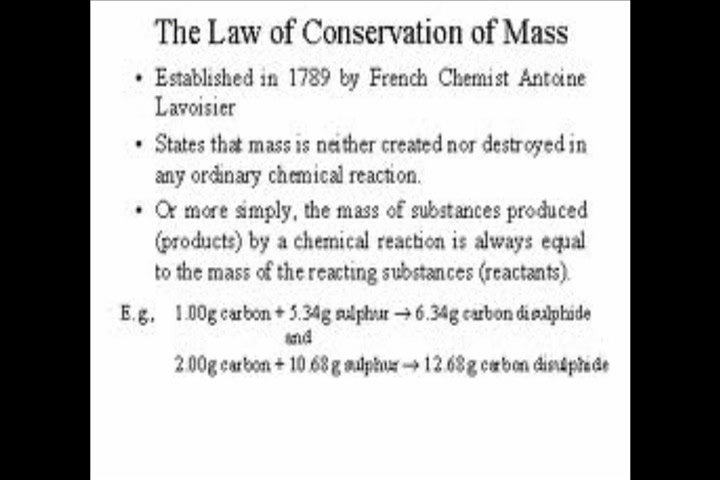 The Law of Conservation of Mass
• Established in 1789 by French Chemist Antoine
Lavoisier
• States that mass is neither created nor destroyed in
any ordinary chemical reaction.
• Or more simply, the mass of substances produced
(products) by a chemical reaction is always equal
to the mass of the reacting substances (reactants).
E.g., 1.00g carbon + 5.34g sulphur → 6.34g carbon disulphide
and
2.00g carbon + 10.68g sulphur → 12.68g carbon disulphide